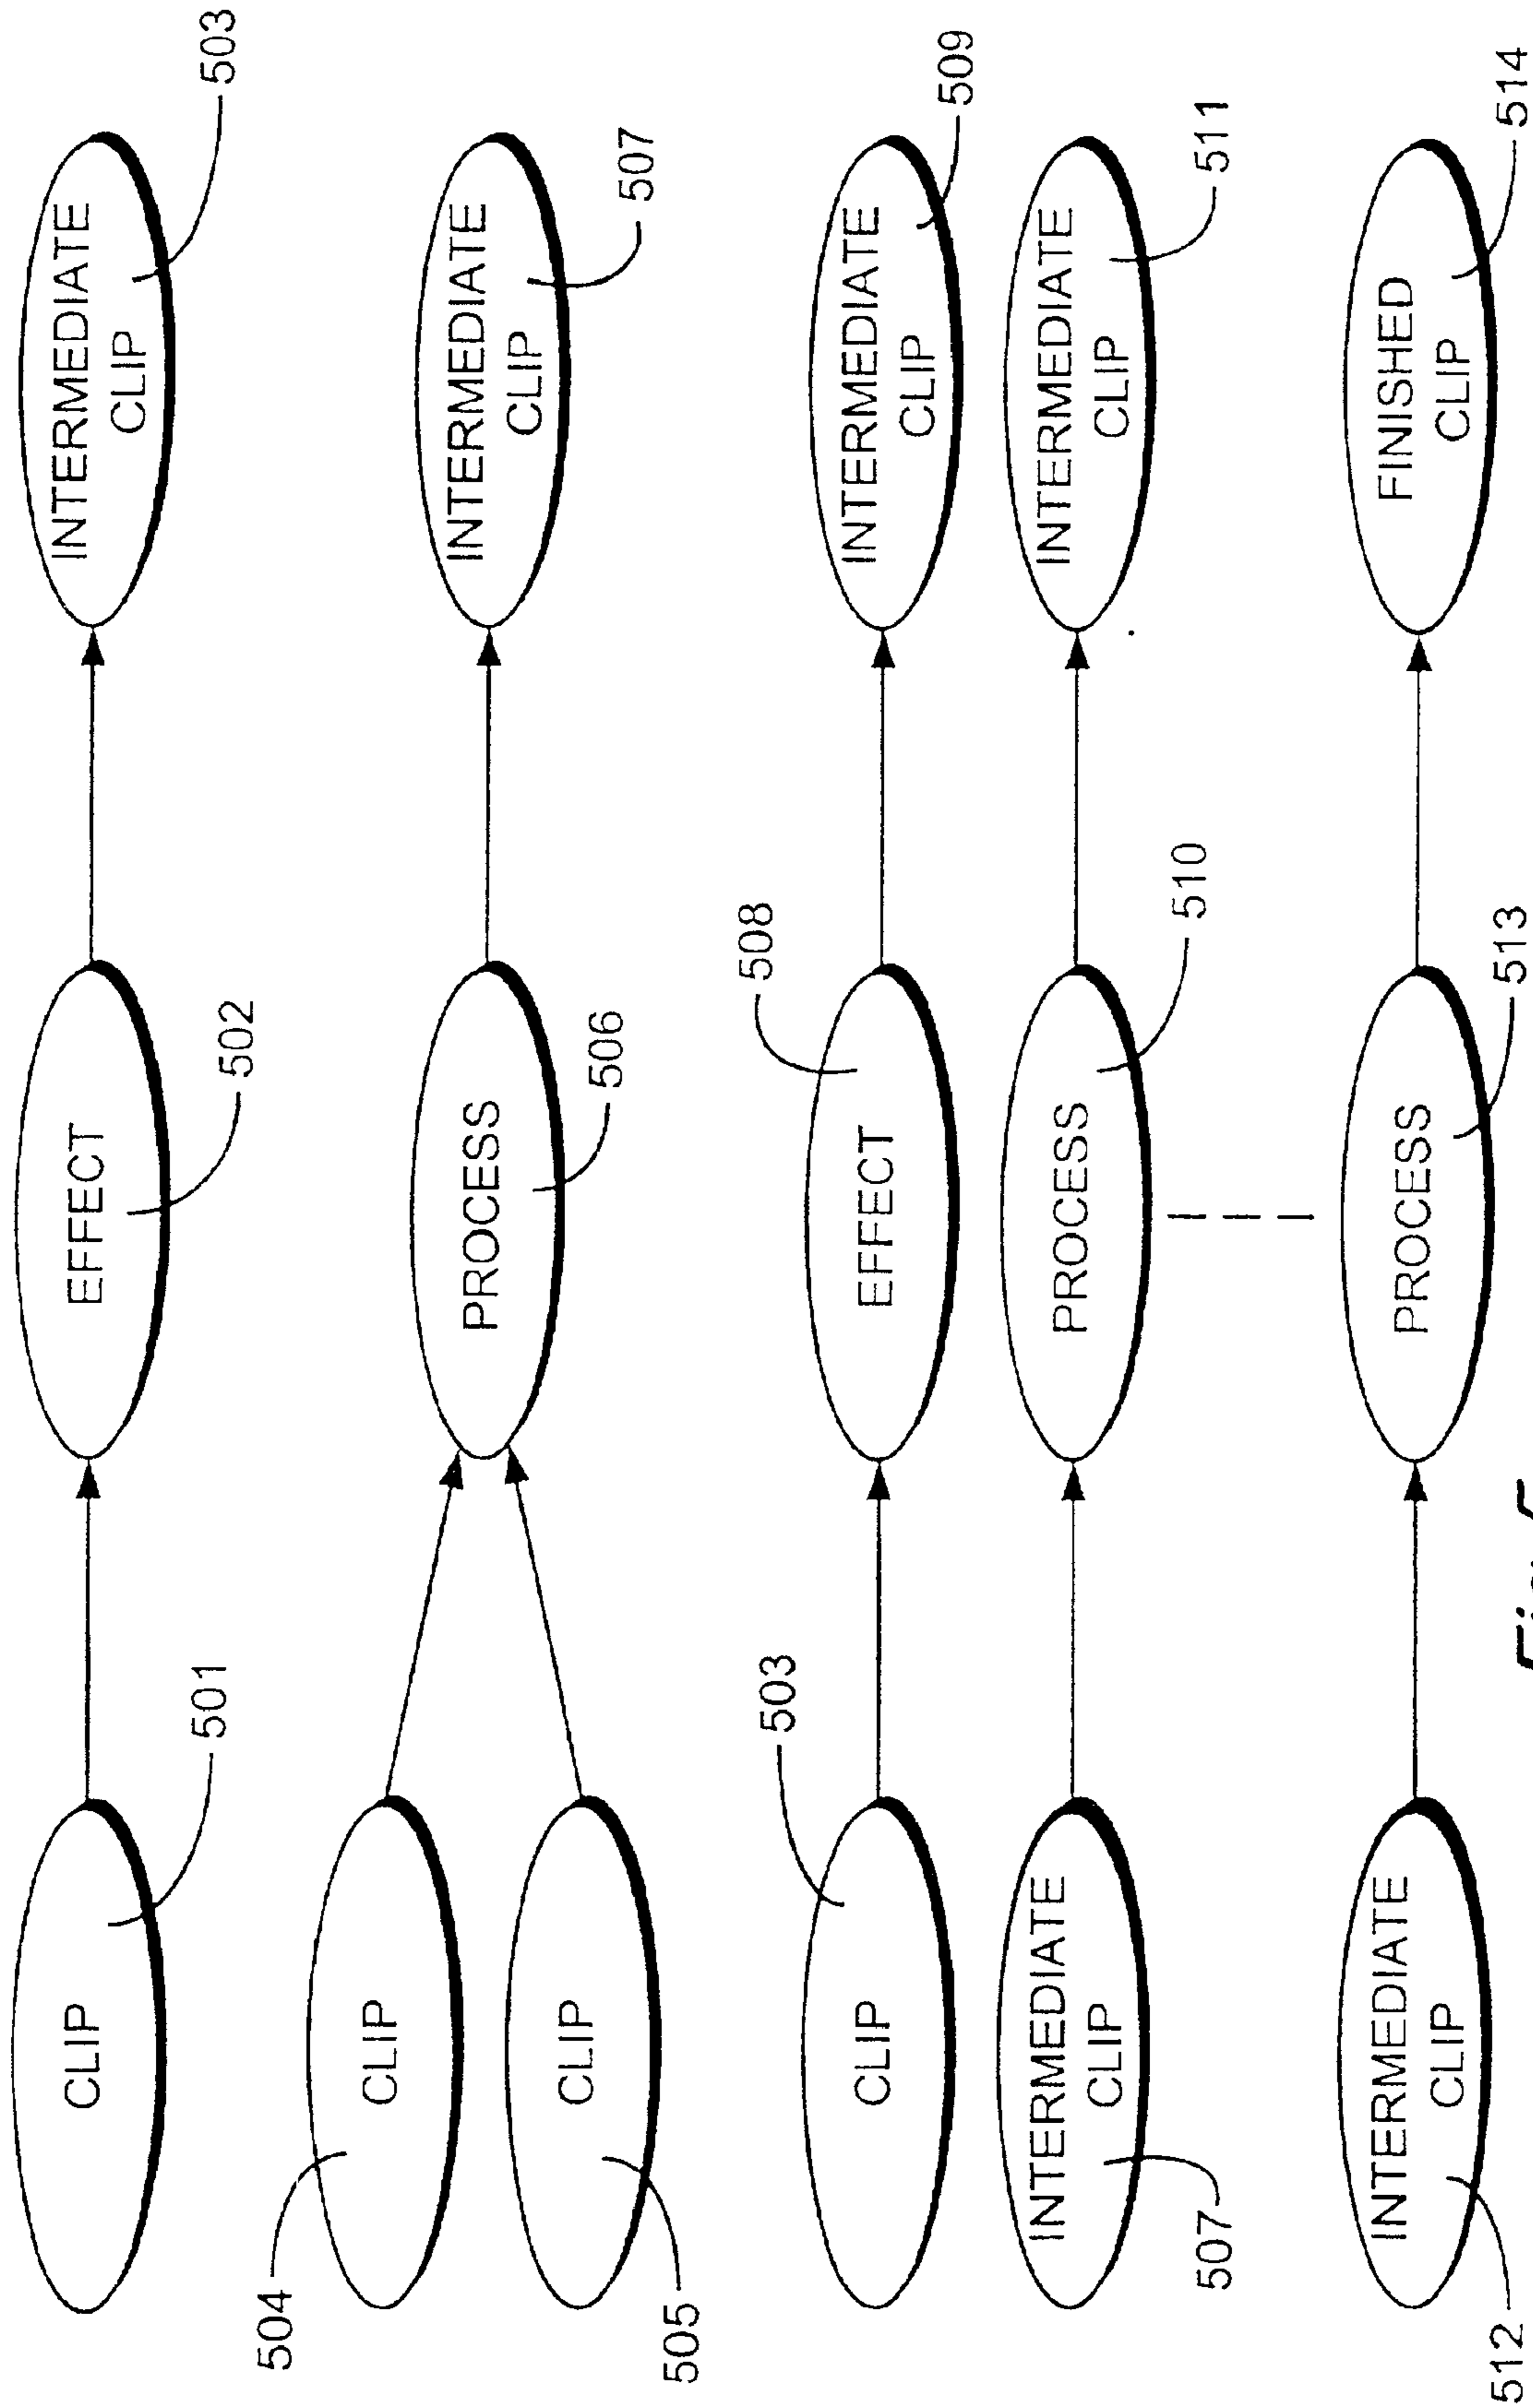 CLIP
501
EFFECT
502
INTERMEDIATE
CLIP
503
CLIP
504
CLIP
505
PROCESS
506
INTERMEDIATE
CLIP
507
CLIP
503
EFFECT
508
INTERMEDIATE
CLIP
509
INTERMEDIATE
CLIP
507
PROCESS
510
INTERMEDIATE
CLIP
511
INTERMEDIATE
CLIP
512
PROCESS
513
FINISHED
CLIP
514